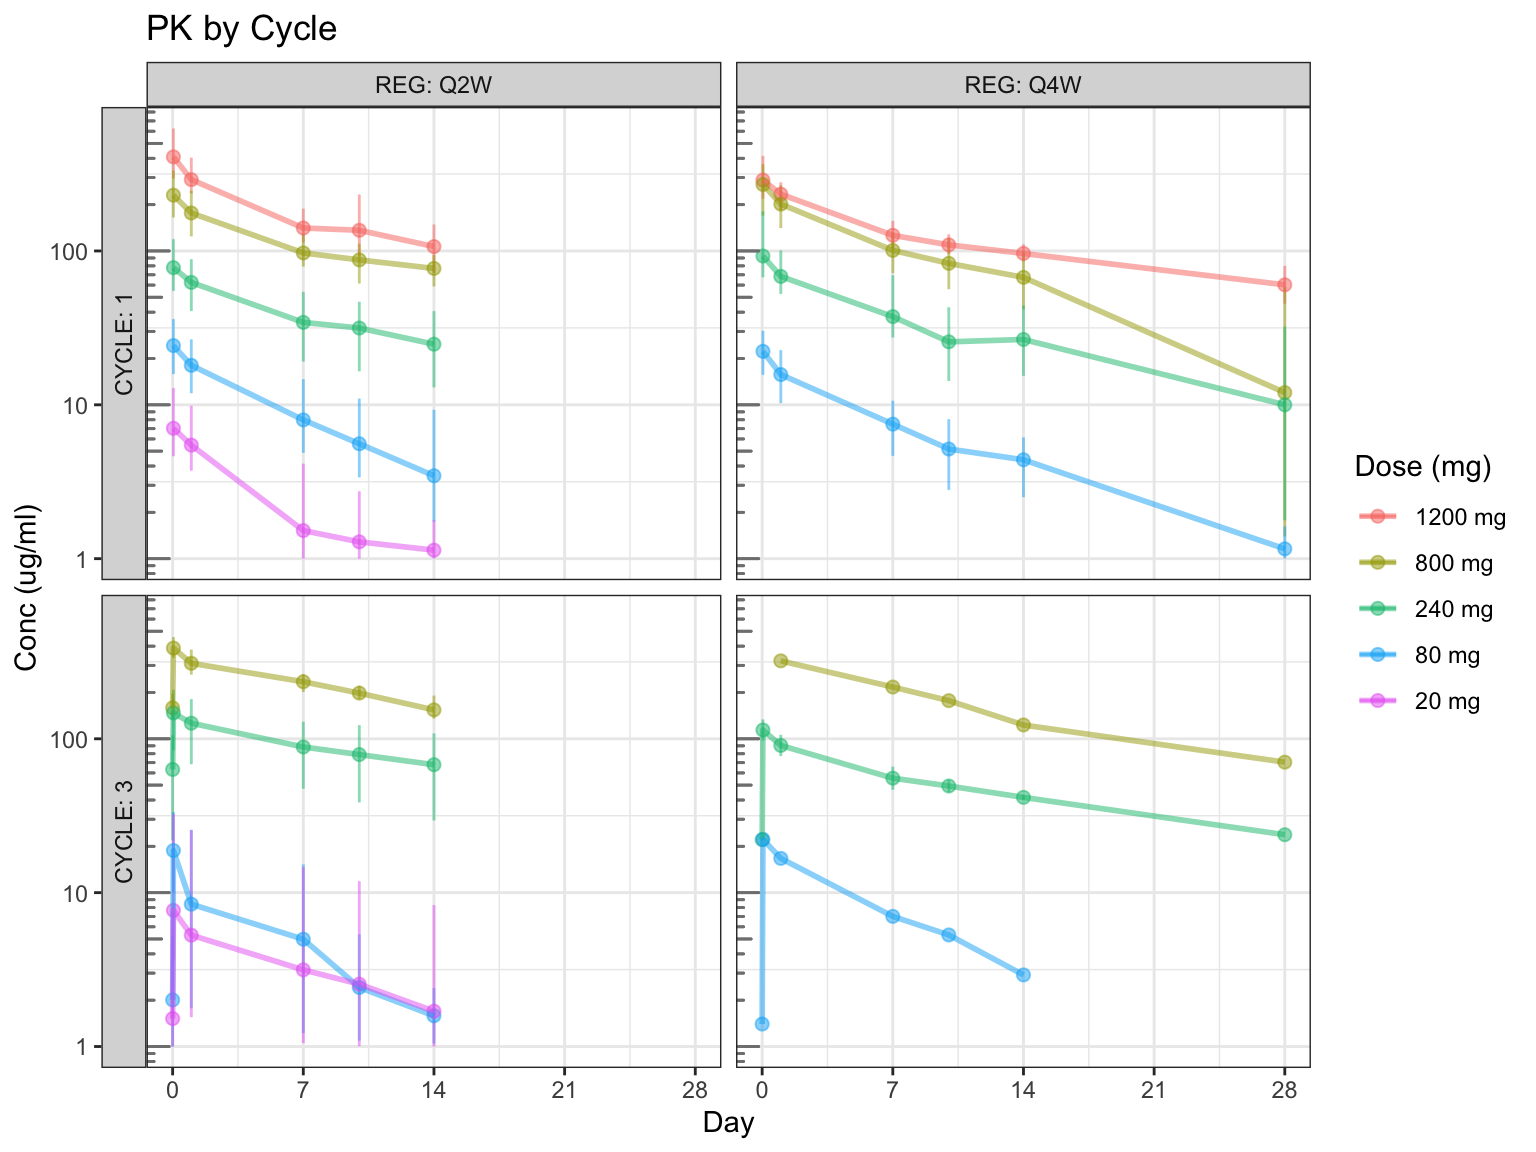 PK by Cycle
REG: Q2W
REG: Q4W
CYCLE: 1
CYCLE: 3
100
10
1
100
10
1
Conc (ug/ml)
0 7 14 21 28
0 7 14 21 28
Day
Dose (mg)
1200 mg
800 mg
240 mg
80 mg
20 mg